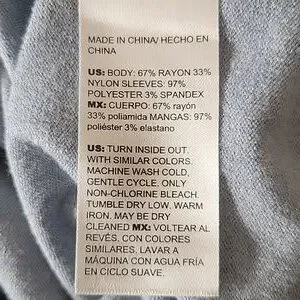 MADE IN CHINA/ HECHO EN
CHINA
US: BODY: 67% RAYON 33%
NYLON SLEEVES: 97%
POLYESTER 3% SPANDEX
MX: CUERPO: 67% rayón
33% poliamida MANGAS: 97%
poliéster 3% elastano
US: TURN INSIDE OUT.
WITH SIMILAR COLORS.
MACHINE WASH COLD,
GENTLE CYCLE. ONLY
NON-CHLORINE BLEACH.
TUMBLE DRY LOW. WARM
IRON. MAY BE DRY
CLEANED MX: VOLTEAR AL
REVÉS, CON COLORES
SIMILARES. LAVAR A
MÁQUINA CON AGUA FRÍA
EN CICLO SUAVE.